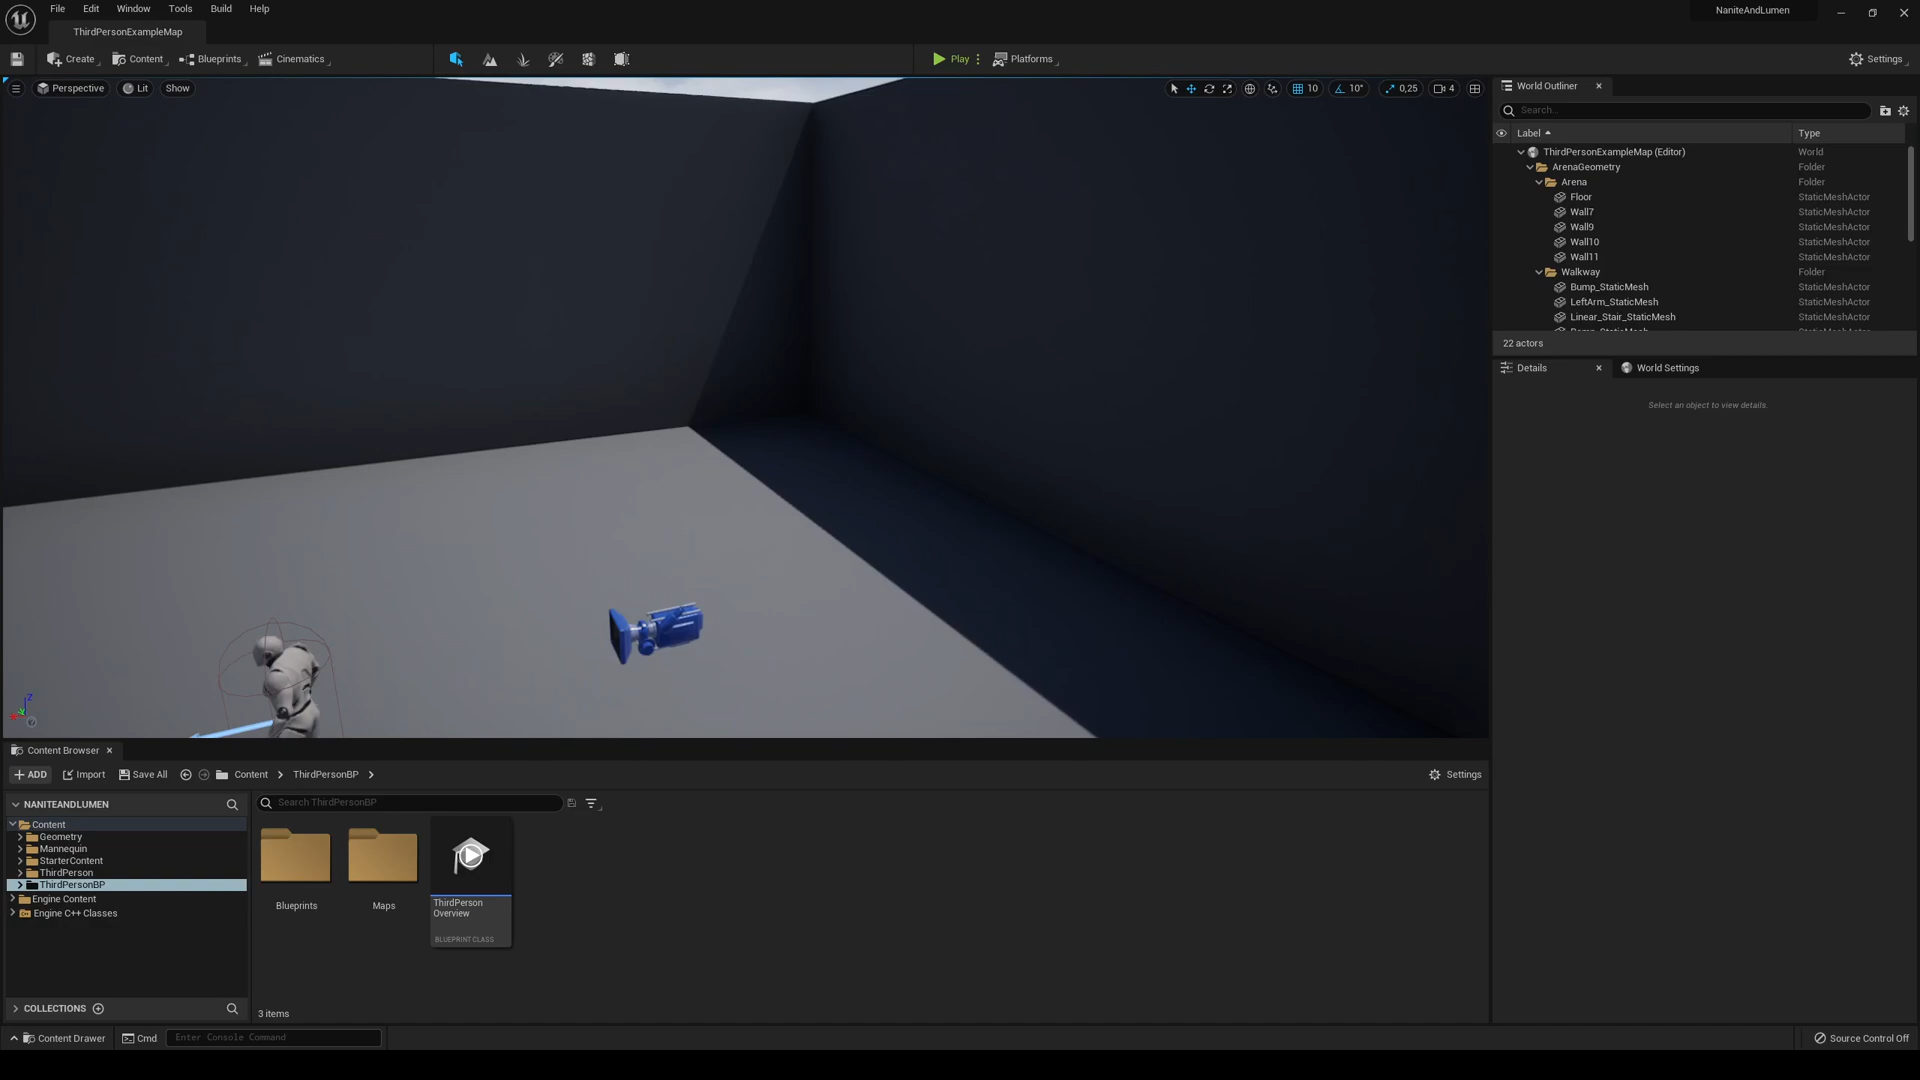 File Edit Window Tools Build Help
NaniteAndLumen
ThirdPersonExampleMap
Create Content Blueprints Cinematics Play Platforms Settings
Perspective Lit Show 10 10° 0,25 4
World Outliner
Search...
Label Type
ThirdPersonExampleMap (Editor) World
ArenaGeometry Folder
Arena Folder
Floor StaticMeshActor
Wall7 StaticMeshActor
Wall9 StaticMeshActor
Wall10 StaticMeshActor
Wall11 StaticMeshActor
Walkway Folder
Bump_StaticMesh StaticMeshActor
LeftArm_StaticMesh StaticMeshActor
Linear_Stair_StaticMesh StaticMeshActor
22 actors
Details World Settings
Select an object to view details.
Z
Content Browser
ADD Import Save All Content ThirdPersonBP Settings
NANITEANDLUMEN
Search ThirdPersonBP
Content
Geometry
Mannequin
StarterContent
ThirdPerson
ThirdPersonBP
Engine Content
Engine C++ Classes
Blueprints
Maps
ThirdPerson
Overview
BLUEPRINT CLASS
COLLECTIONS
3 items
Content Drawer Cmd Enter Console Command Source Control Off